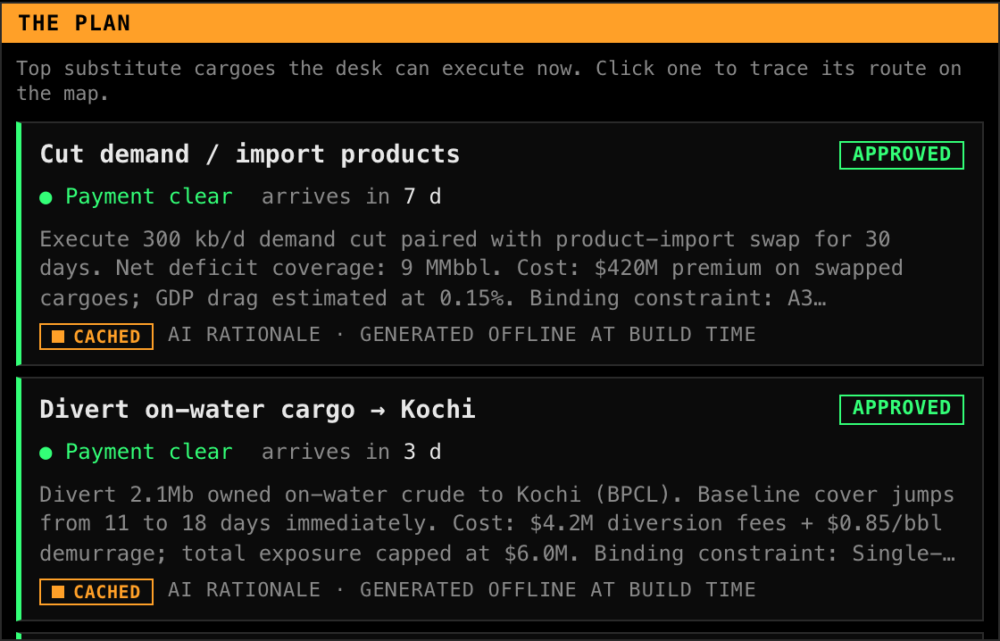 THE PLAN
Top substitute cargoes the desk can execute now. Click one to trace its route on
the map.
Cut demand / import products
APPROVED
● Payment clear arrives in 7 d
Execute 300 kb/d demand cut paired with product-import swap for 30
days. Net deficit coverage: 9 MMbbl. Cost: $420M premium on swapped
cargoes; GDP drag estimated at 0.15%. Binding constraint: A3…
■ CACHED AI RATIONALE · GENERATED OFFLINE AT BUILD TIME
Divert on-water cargo → Kochi
APPROVED
● Payment clear arrives in 3 d
Divert 2.1Mb owned on-water crude to Kochi (BPCL). Baseline cover jumps
from 11 to 18 days immediately. Cost: $4.2M diversion fees + $0.85/bbl
demurrage; total exposure capped at $6.0M. Binding constraint: Single-…
■ CACHED AI RATIONALE · GENERATED OFFLINE AT BUILD TIME